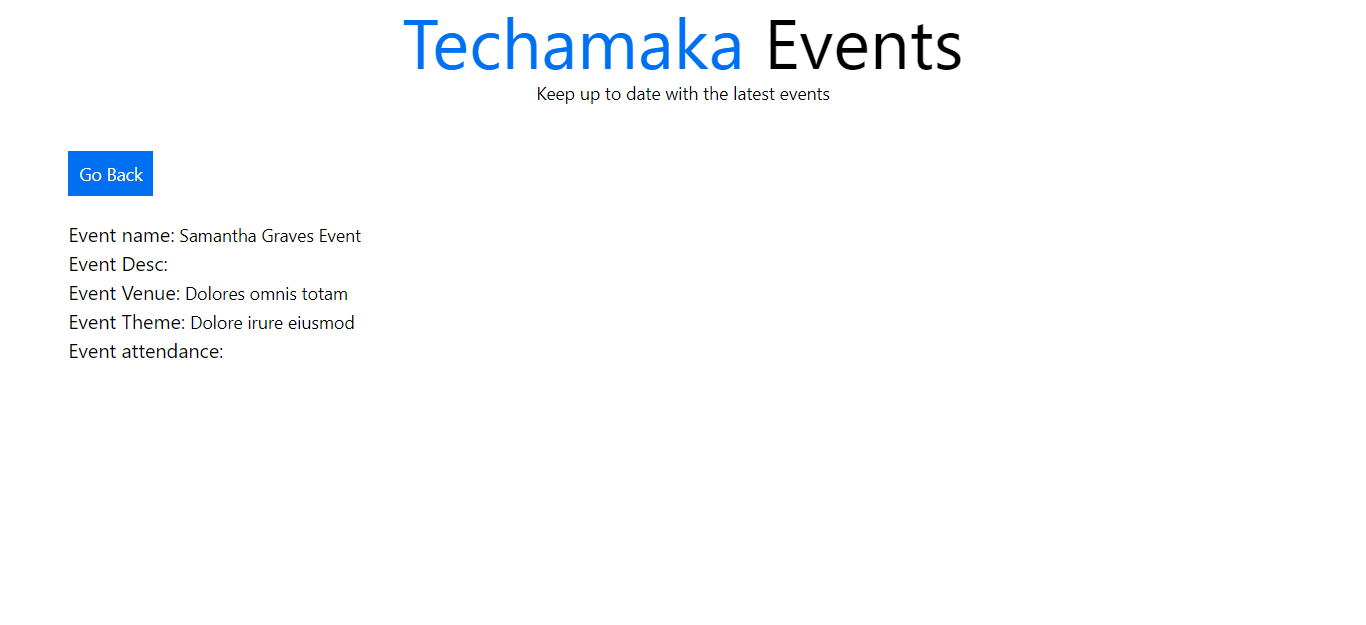 Techamaka Events
Keep up to date with the latest events
Go Back
Event name: Samantha Graves Event
Event Desc:
Event Venue: Dolores omnis totam
Event Theme: Dolore irure eiusmod
Event attendance: